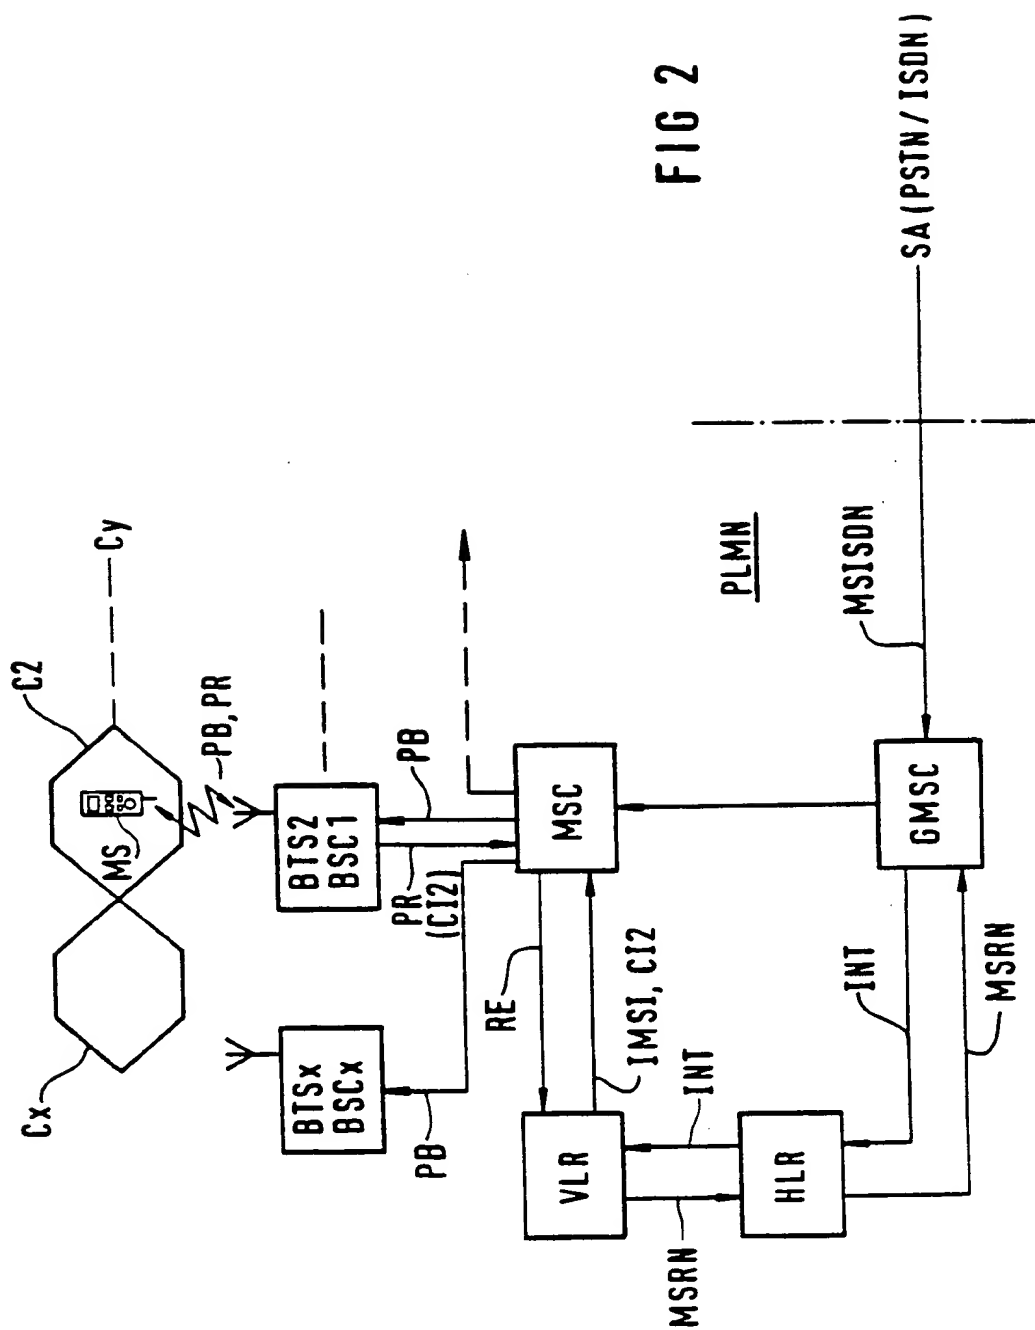 Cx
C2
Cy
MS
PB, PR
BTSx
BSCx
BTS2
BSC1
PB
PR
(CI2)
PB
RE
IMSI, CI2
VLR
MSC
INT
MSRN
HLR
GMSC
INT
MSRN
MSISDN
PLMN
SA (PSTN / ISDN)
FIG 2